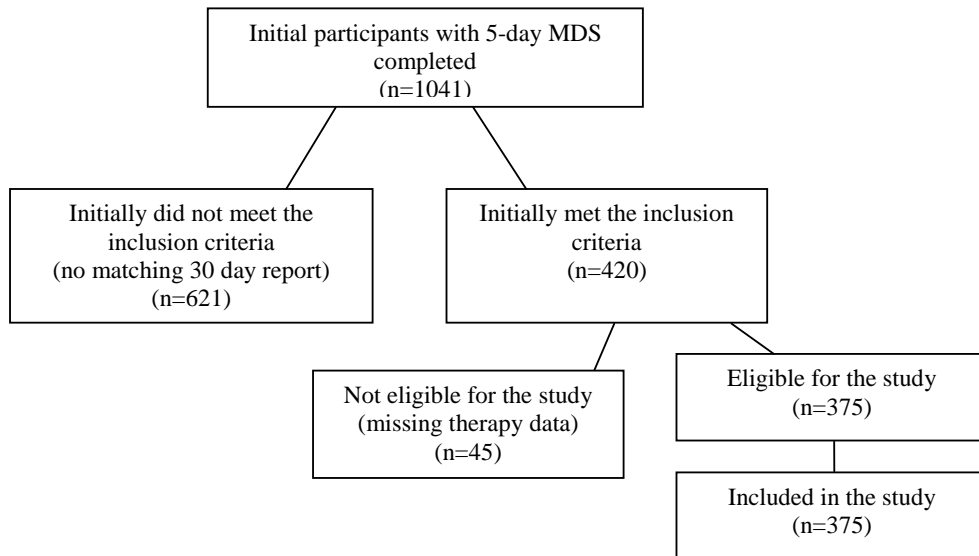 Initial participants with 5-day MDS
completed
(n=1041)
Initially did not meet the
inclusion criteria
(no matching 30 day report)
(n=621)
Initially met the inclusion
criteria
(n=420)
Not eligible for the study
(missing therapy data)
(n=45)
Eligible for the study
(n=375)
Included in the study
(n=375)